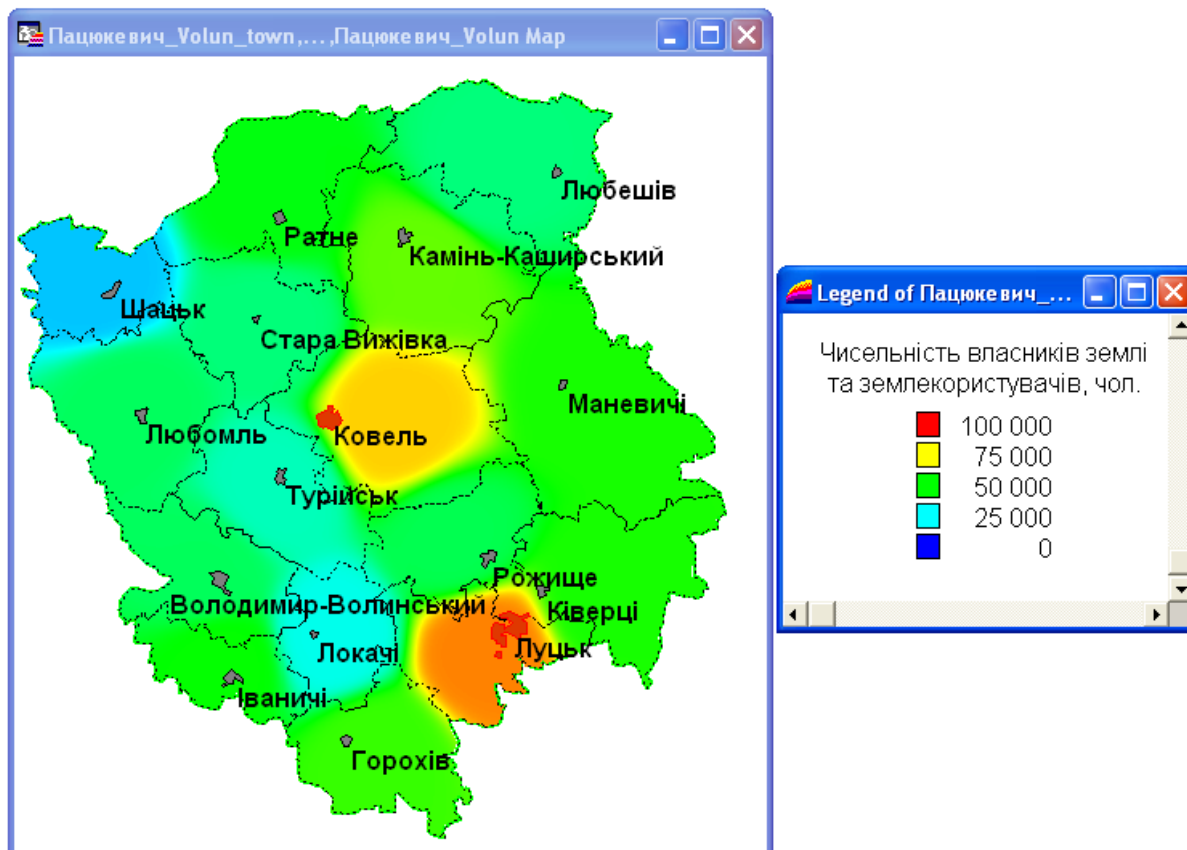 Пацюкевич_Volun_town,...,Пацюкевич_Volun Map
Любешів
Ратне
Камінь-Каширський
Шацьк
Стара Вижівка
Маневичі
Любомль
Ковель
Турійськ
Рожище
Володимир-Волинський
Ківерці
Луцьк
Локачі
Іваничі
Горохів
Legend of Пацюкевич_...
Чисельність власників землі
та землекористувачів, чол.
100 000
75 000
50 000
25 000
0